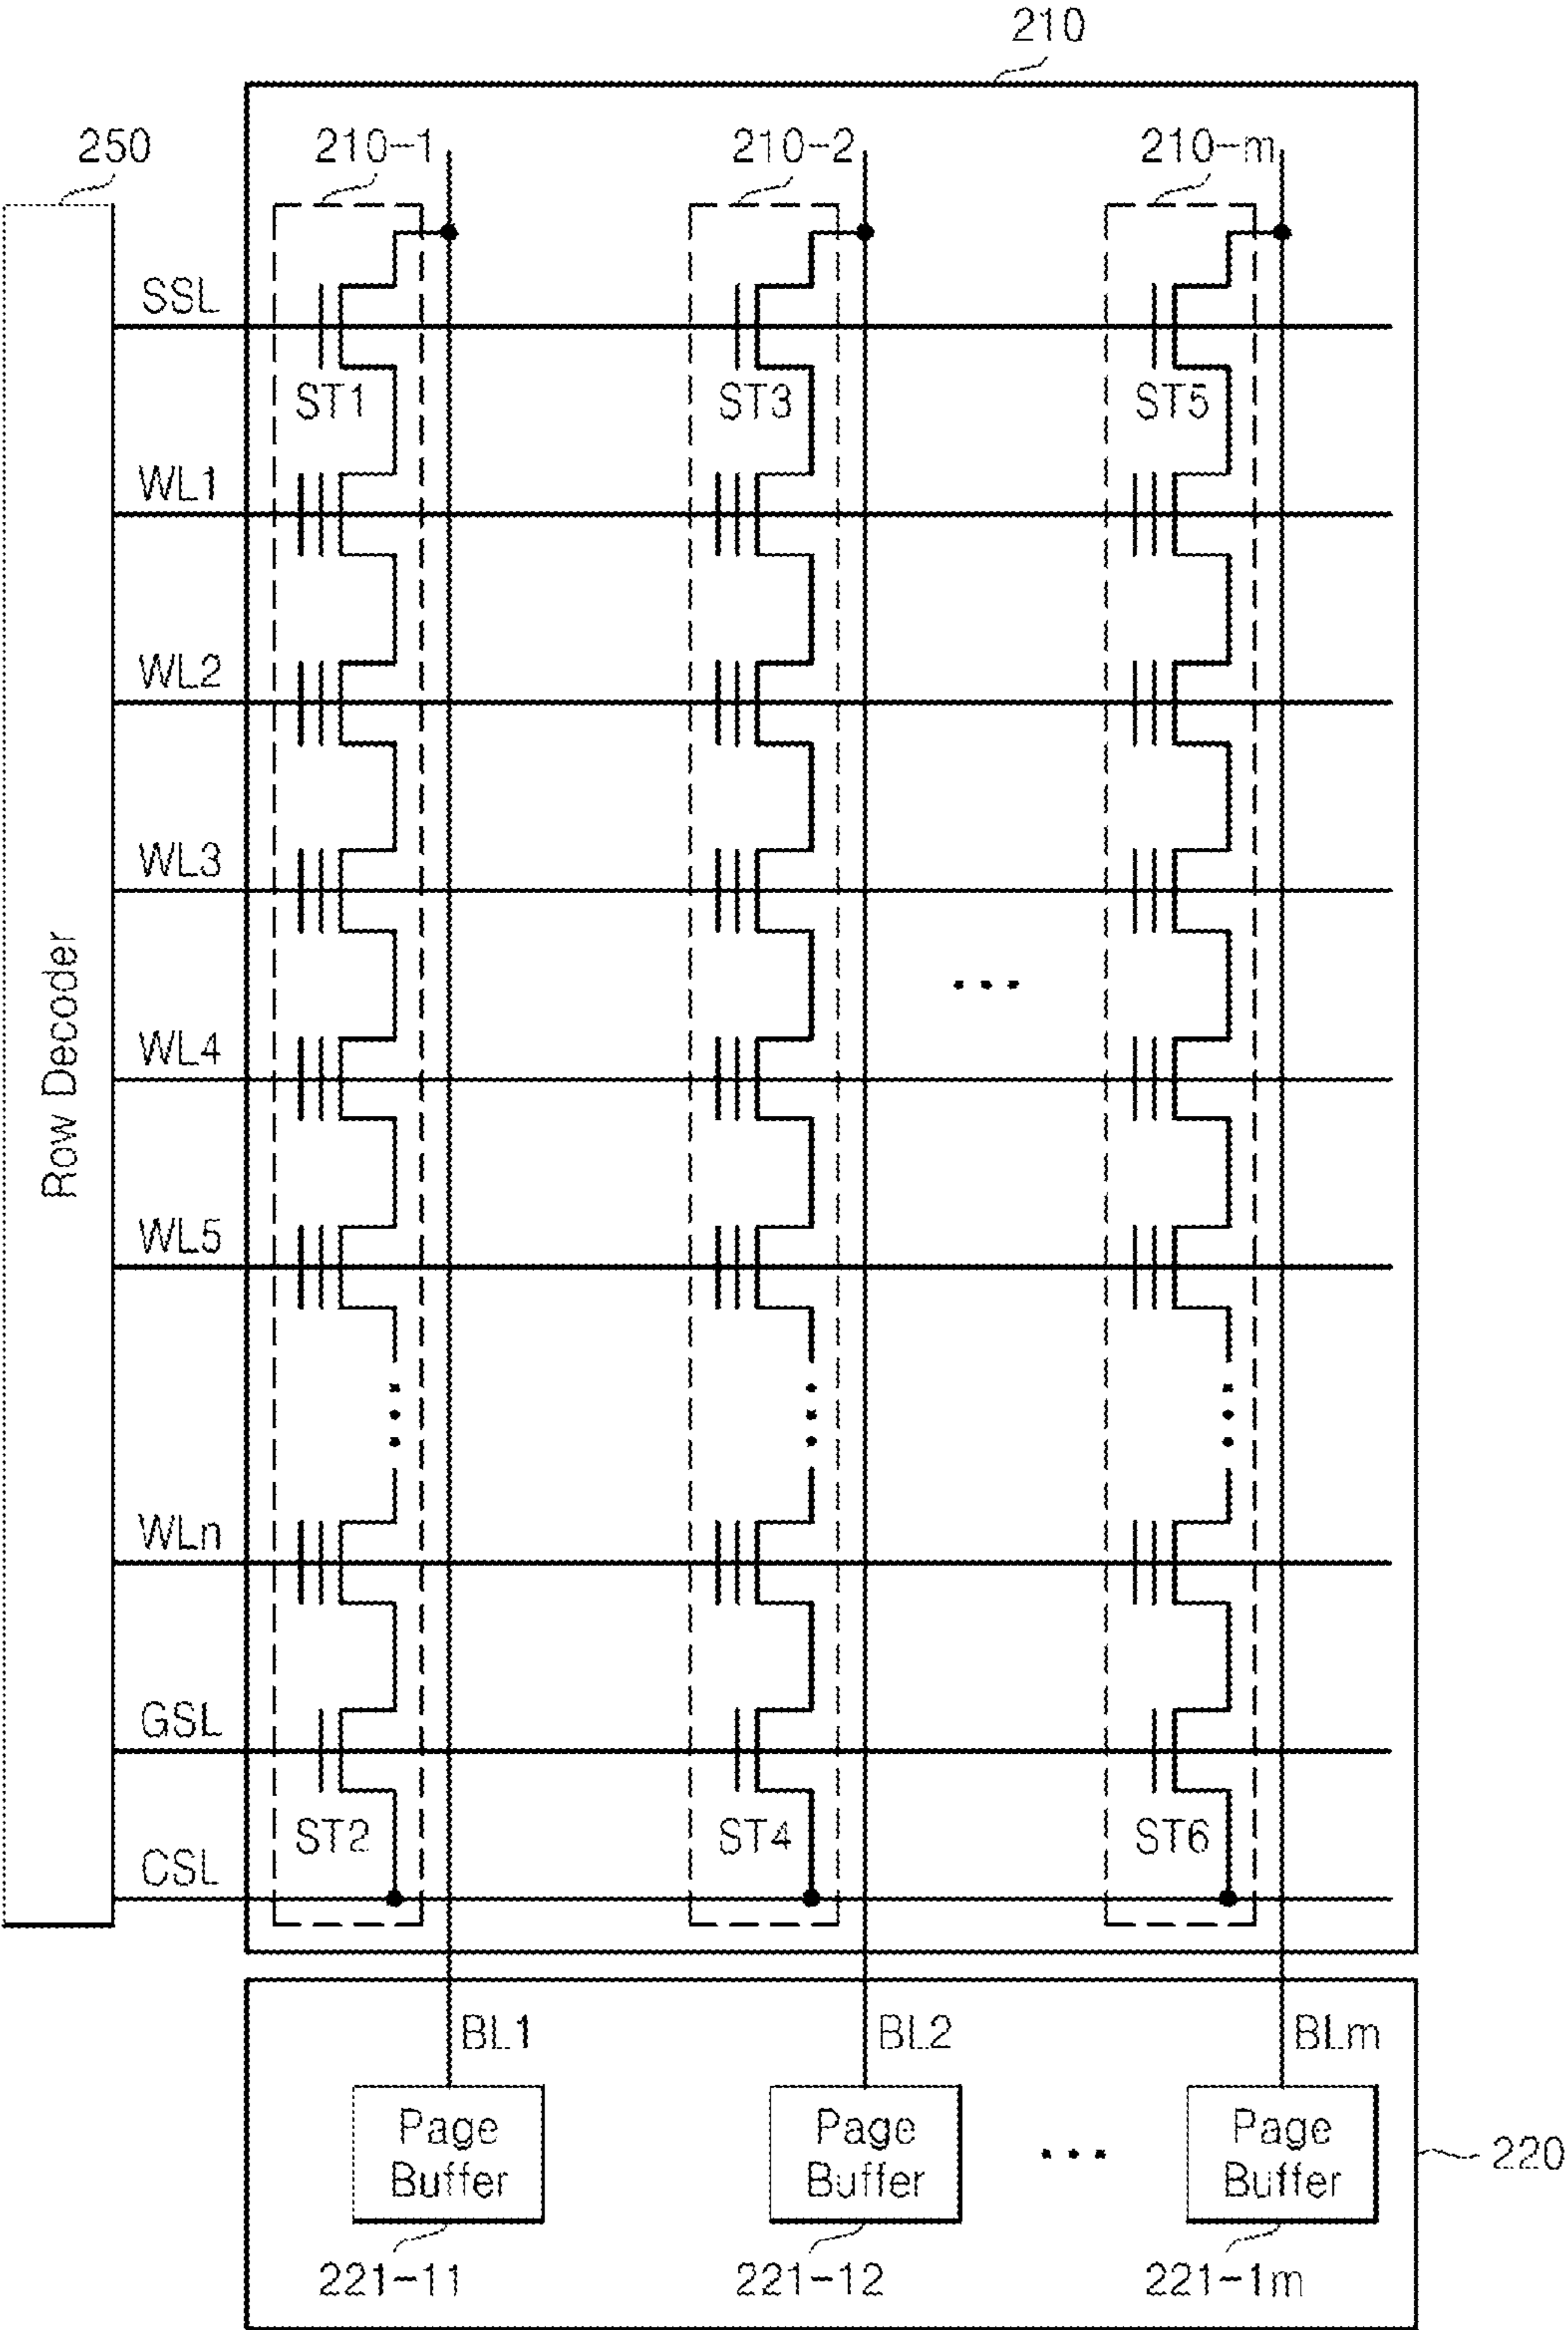 210
250
210-1
210-2
210-m
SSL
ST1
ST3
ST5
WL1
WL2
WL3
WL4
Row Decoder
WL5
WLn
GSL
ST2
ST4
ST6
CSL
BL1
BL2
BLm
Page
Buffer
Page
Buffer
Page
Buffer
220
221-11
221-12
221-1m